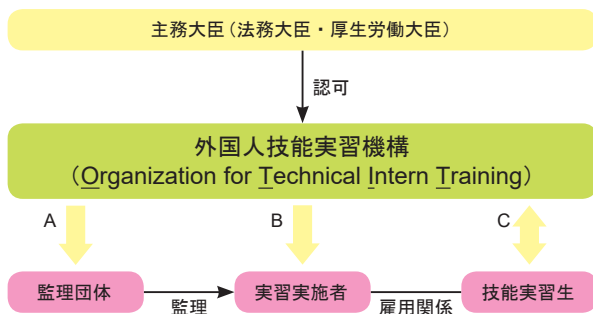 主務大臣（法務大臣・厚生労働大臣）
認可
外国人技能実習機構
（Organization for Technical Intern Training）
A
B
C
監理団体
監理
実習実施者
雇用関係
技能実習生